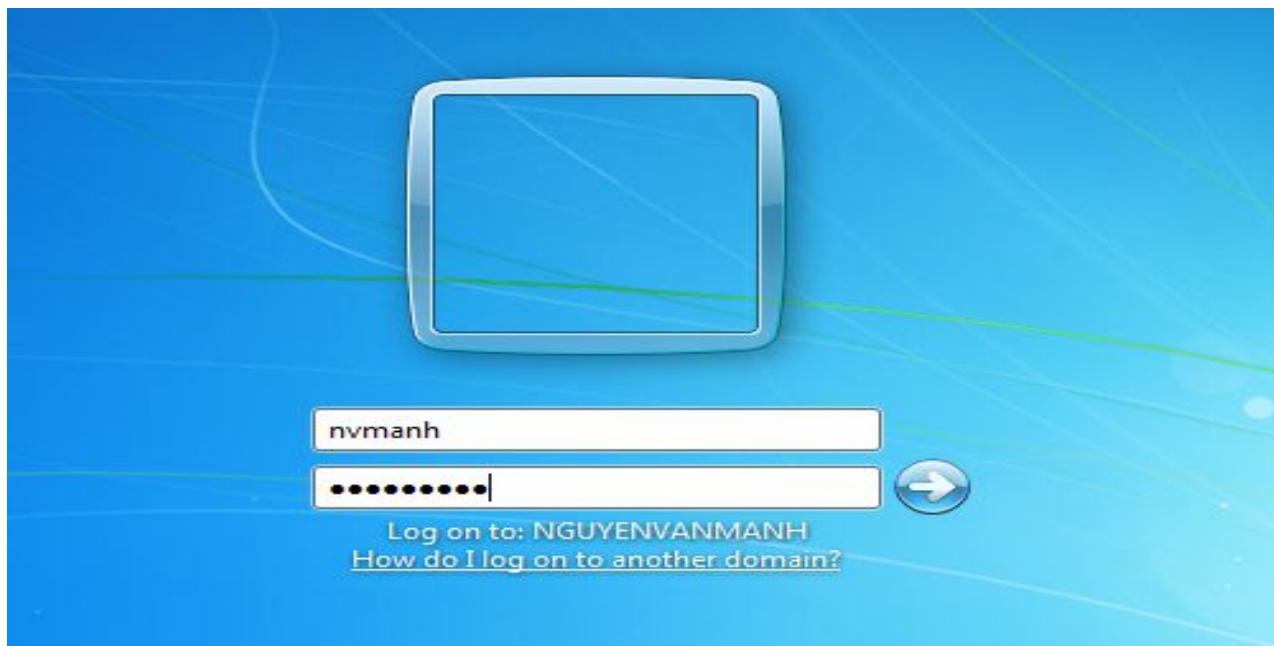 nvmanh
●●●●●●●●●
Log on to: NGUYENVANMANH
How do I log on to another domain?